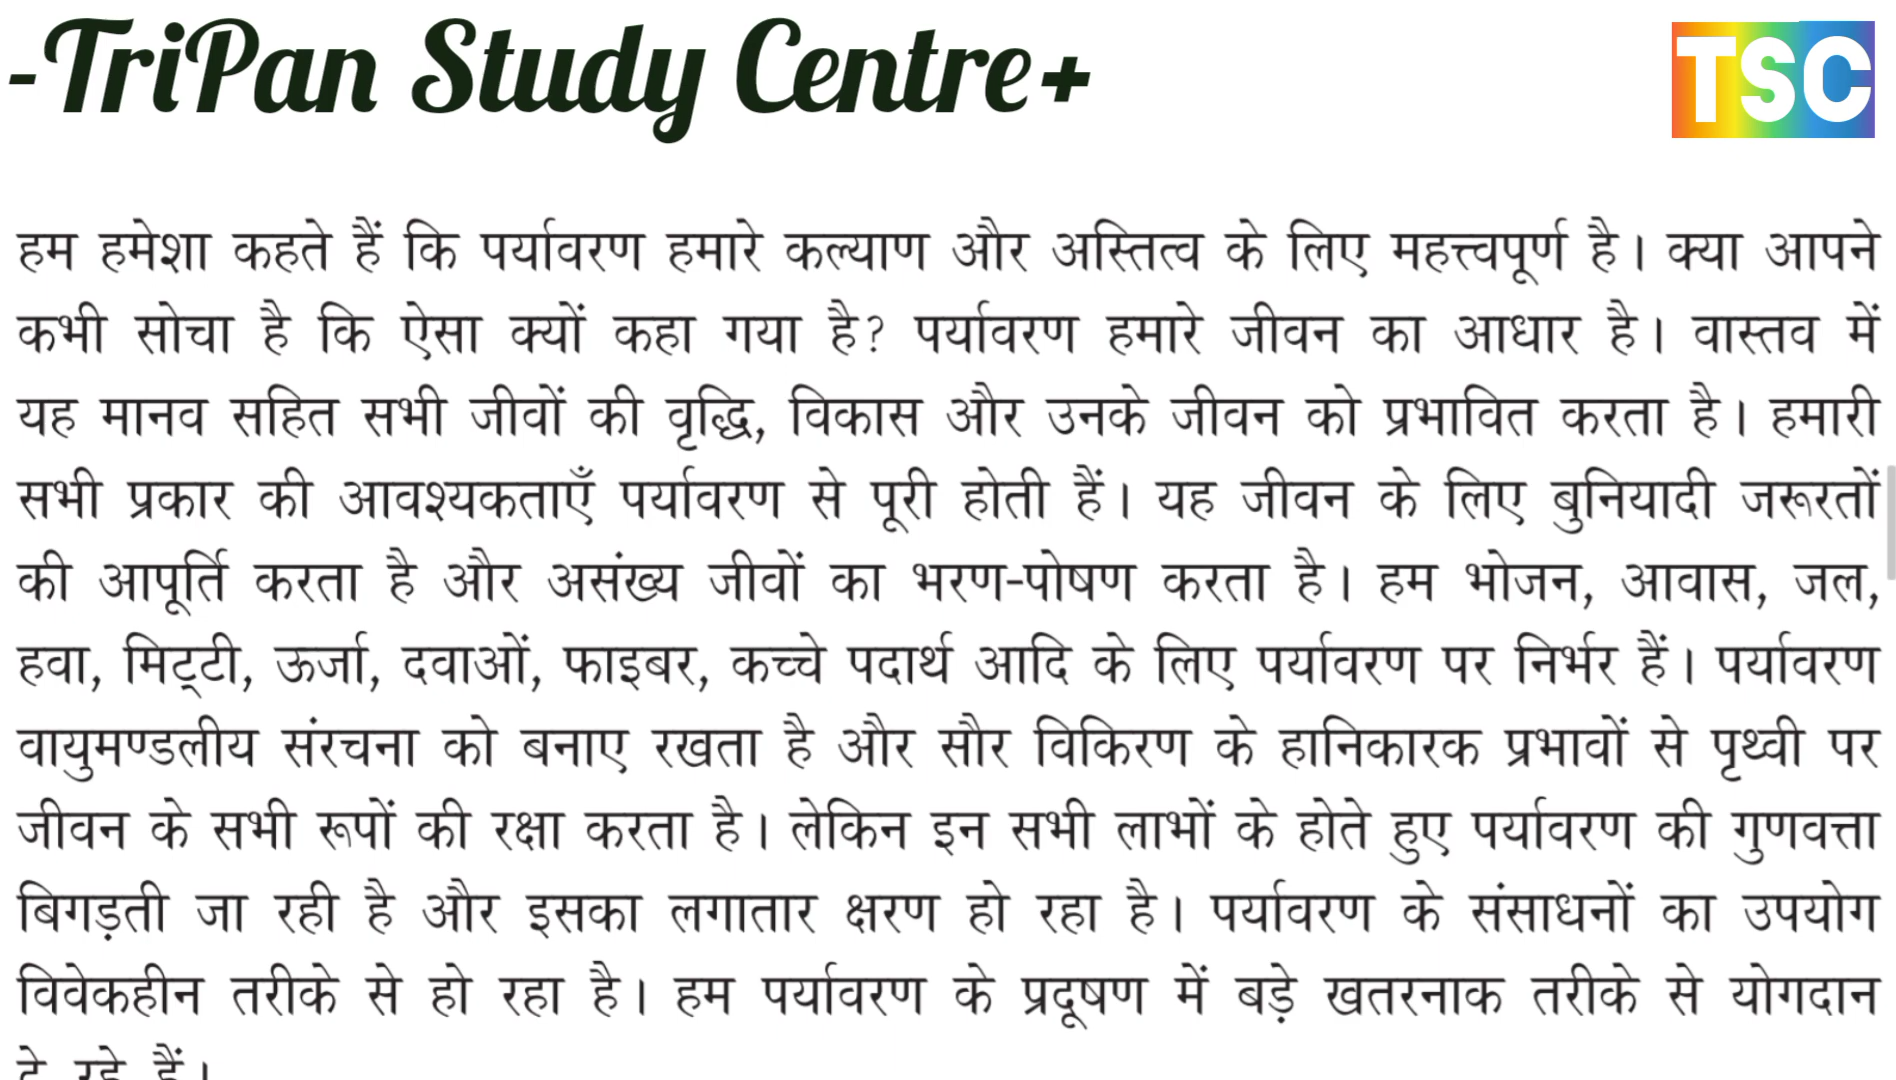 -TriPan Study Centre+
TSC
हम हमेशा कहते हैं कि पर्यावरण हमारे कल्याण और अस्तित्व के लिए महत्त्वपूर्ण है। क्या आपने
कभी सोचा है कि ऐसा क्यों कहा गया है? पर्यावरण हमारे जीवन का आधार है। वास्तव में
यह मानव सहित सभी जीवों की वृद्धि, विकास और उनके जीवन को प्रभावित करता है। हमारी
सभी प्रकार की आवश्यकताएँ पर्यावरण से पूरी होती हैं। यह जीवन के लिए बुनियादी जरूरतों
की आपूर्ति करता है और असंख्य जीवों का भरण-पोषण करता है। हम भोजन, आवास, जल,
हवा, मिट्टी, ऊर्जा, दवाओं, फाइबर, कच्चे पदार्थ आदि के लिए पर्यावरण पर निर्भर हैं। पर्यावरण
वायुमण्डलीय संरचना को बनाए रखता है और सौर विकिरण के हानिकारक प्रभावों से पृथ्वी पर
जीवन के सभी रूपों की रक्षा करता है। लेकिन इन सभी लाभों के होते हुए पर्यावरण की गुणवत्ता
बिगड़ती जा रही है और इसका लगातार क्षरण हो रहा है। पर्यावरण के संसाधनों का उपयोग
विवेकहीन तरीके से हो रहा है। हम पर्यावरण के प्रदूषण में बड़े खतरनाक तरीके से योगदान
दे रहे हैं।